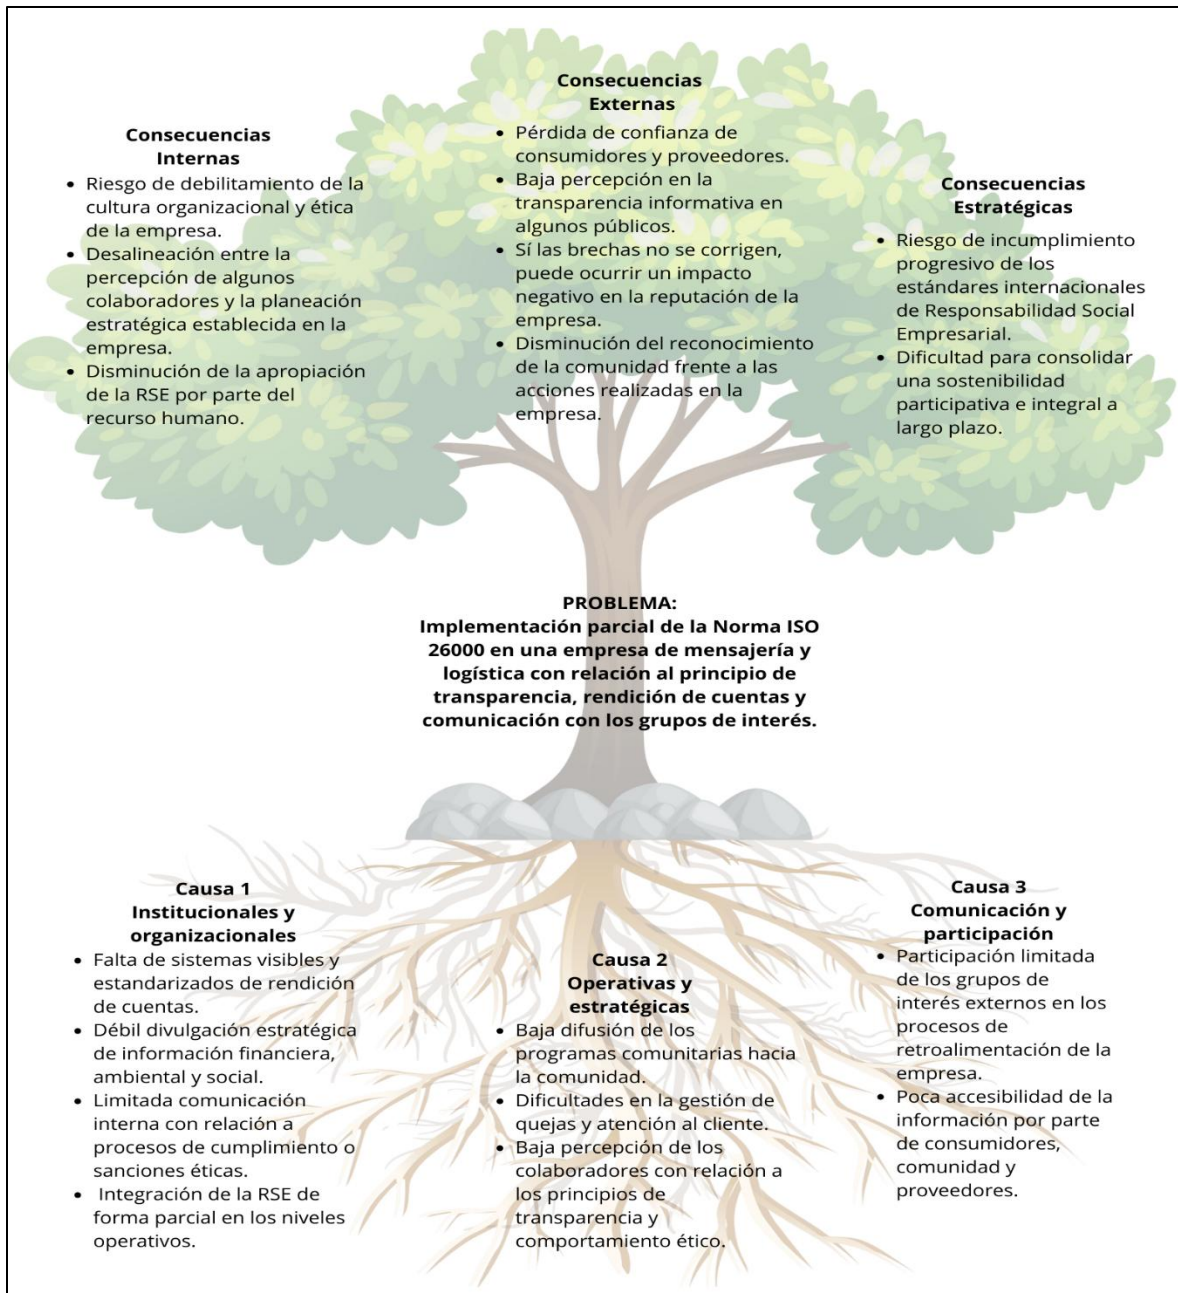 Consecuencias
Internas
• Riesgo de debilitamiento de la
cultura organizacional y ética
de la empresa.
• Desalineación entre la
percepción de algunos
colaboradores y la planeación
estratégica establecida en la
empresa.
• Disminución de la apropiación
de la RSE por parte del
recurso humano.
Consecuencias
Externas
• Pérdida de confianza de
consumidores y proveedores.
• Baja percepción en la
transparencia informativa en
algunos públicos.
• Sí las brechas no se corrigen,
puede ocurrir un impacto
negativo en la reputación de la
empresa.
• Disminución del reconocimiento
de la comunidad frente a las
acciones realizadas en la
empresa.
Consecuencias
Estratégicas
• Riesgo de incumplimiento
progresivo de los
estándares internacionales
de Responsabilidad Social
Empresarial.
• Dificultad para consolidar
una sostenibilidad
participativa e integral a
largo plazo.
PROBLEMA:
Implementación parcial de la Norma ISO
26000 en una empresa de mensajería y
logística con relación al principio de
transparencia, rendición de cuentas y
comunicación con los grupos de interés.
Causa 1
Institucionales y
organizacionales
• Falta de sistemas visibles y
estandarizados de rendición
de cuentas.
• Débil divulgación estratégica
de información financiera,
ambiental y social.
• Limitada comunicación
interna con relación a
procesos de cumplimiento o
sanciones éticas.
• Integración de la RSE de
forma parcial en los niveles
operativos.
Causa 2
Operativas y
estratégicas
• Baja difusión de los
programas comunitarias hacia
la comunidad.
• Dificultades en la gestión de
quejas y atención al cliente.
• Baja percepción de los
colaboradores con relación a
los principios de
transparencia y
comportamiento ético.
Causa 3
Comunicación y
participación
• Participación limitada
de los grupos de
interés externos en los
procesos de
retroalimentación de la
empresa.
• Poca accesibilidad de la
información por parte
de consumidores,
comunidad y
proveedores.